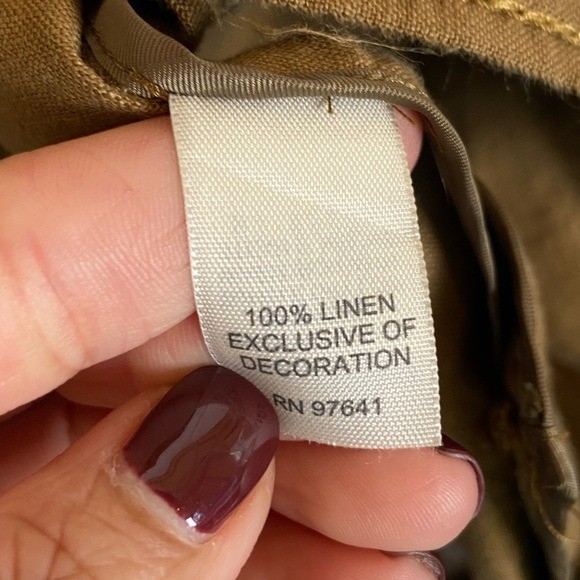 100% LINEN
EXCLUSIVE OF
DECORATION
RN 97641